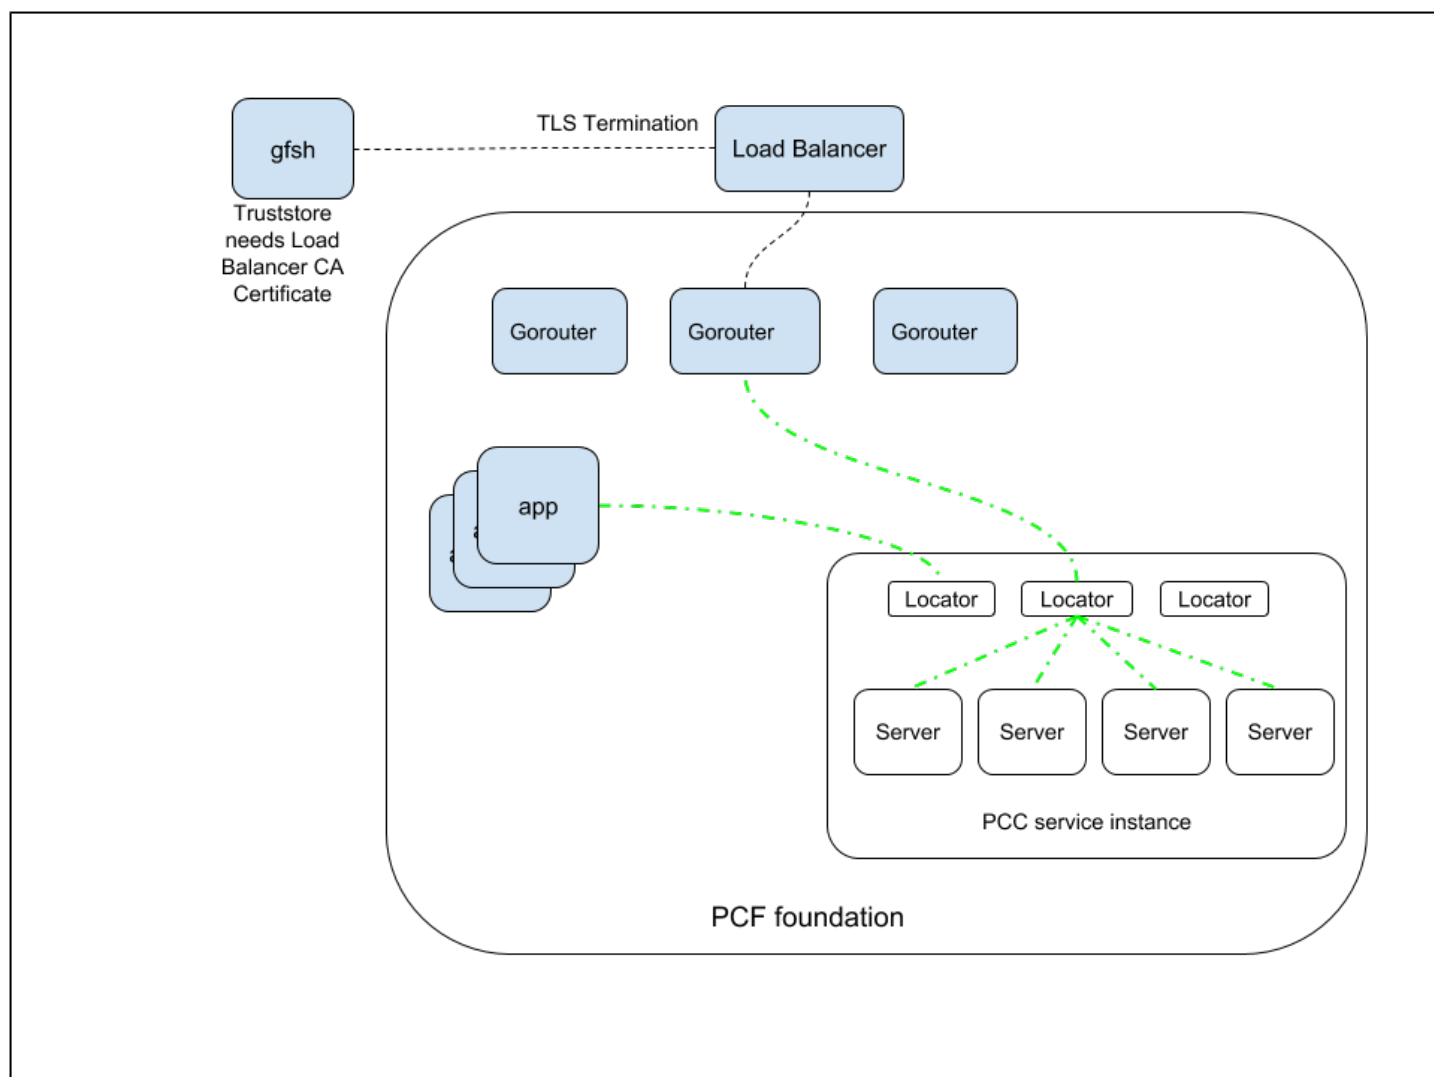 TLS Termination
gfsh
Load Balancer
Truststore
needs Load
Balancer CA
Certificate
Gorouter
Gorouter
Gorouter
app
Locator
Locator
Locator
Server
Server
Server
Server
PCC service instance
PCF foundation